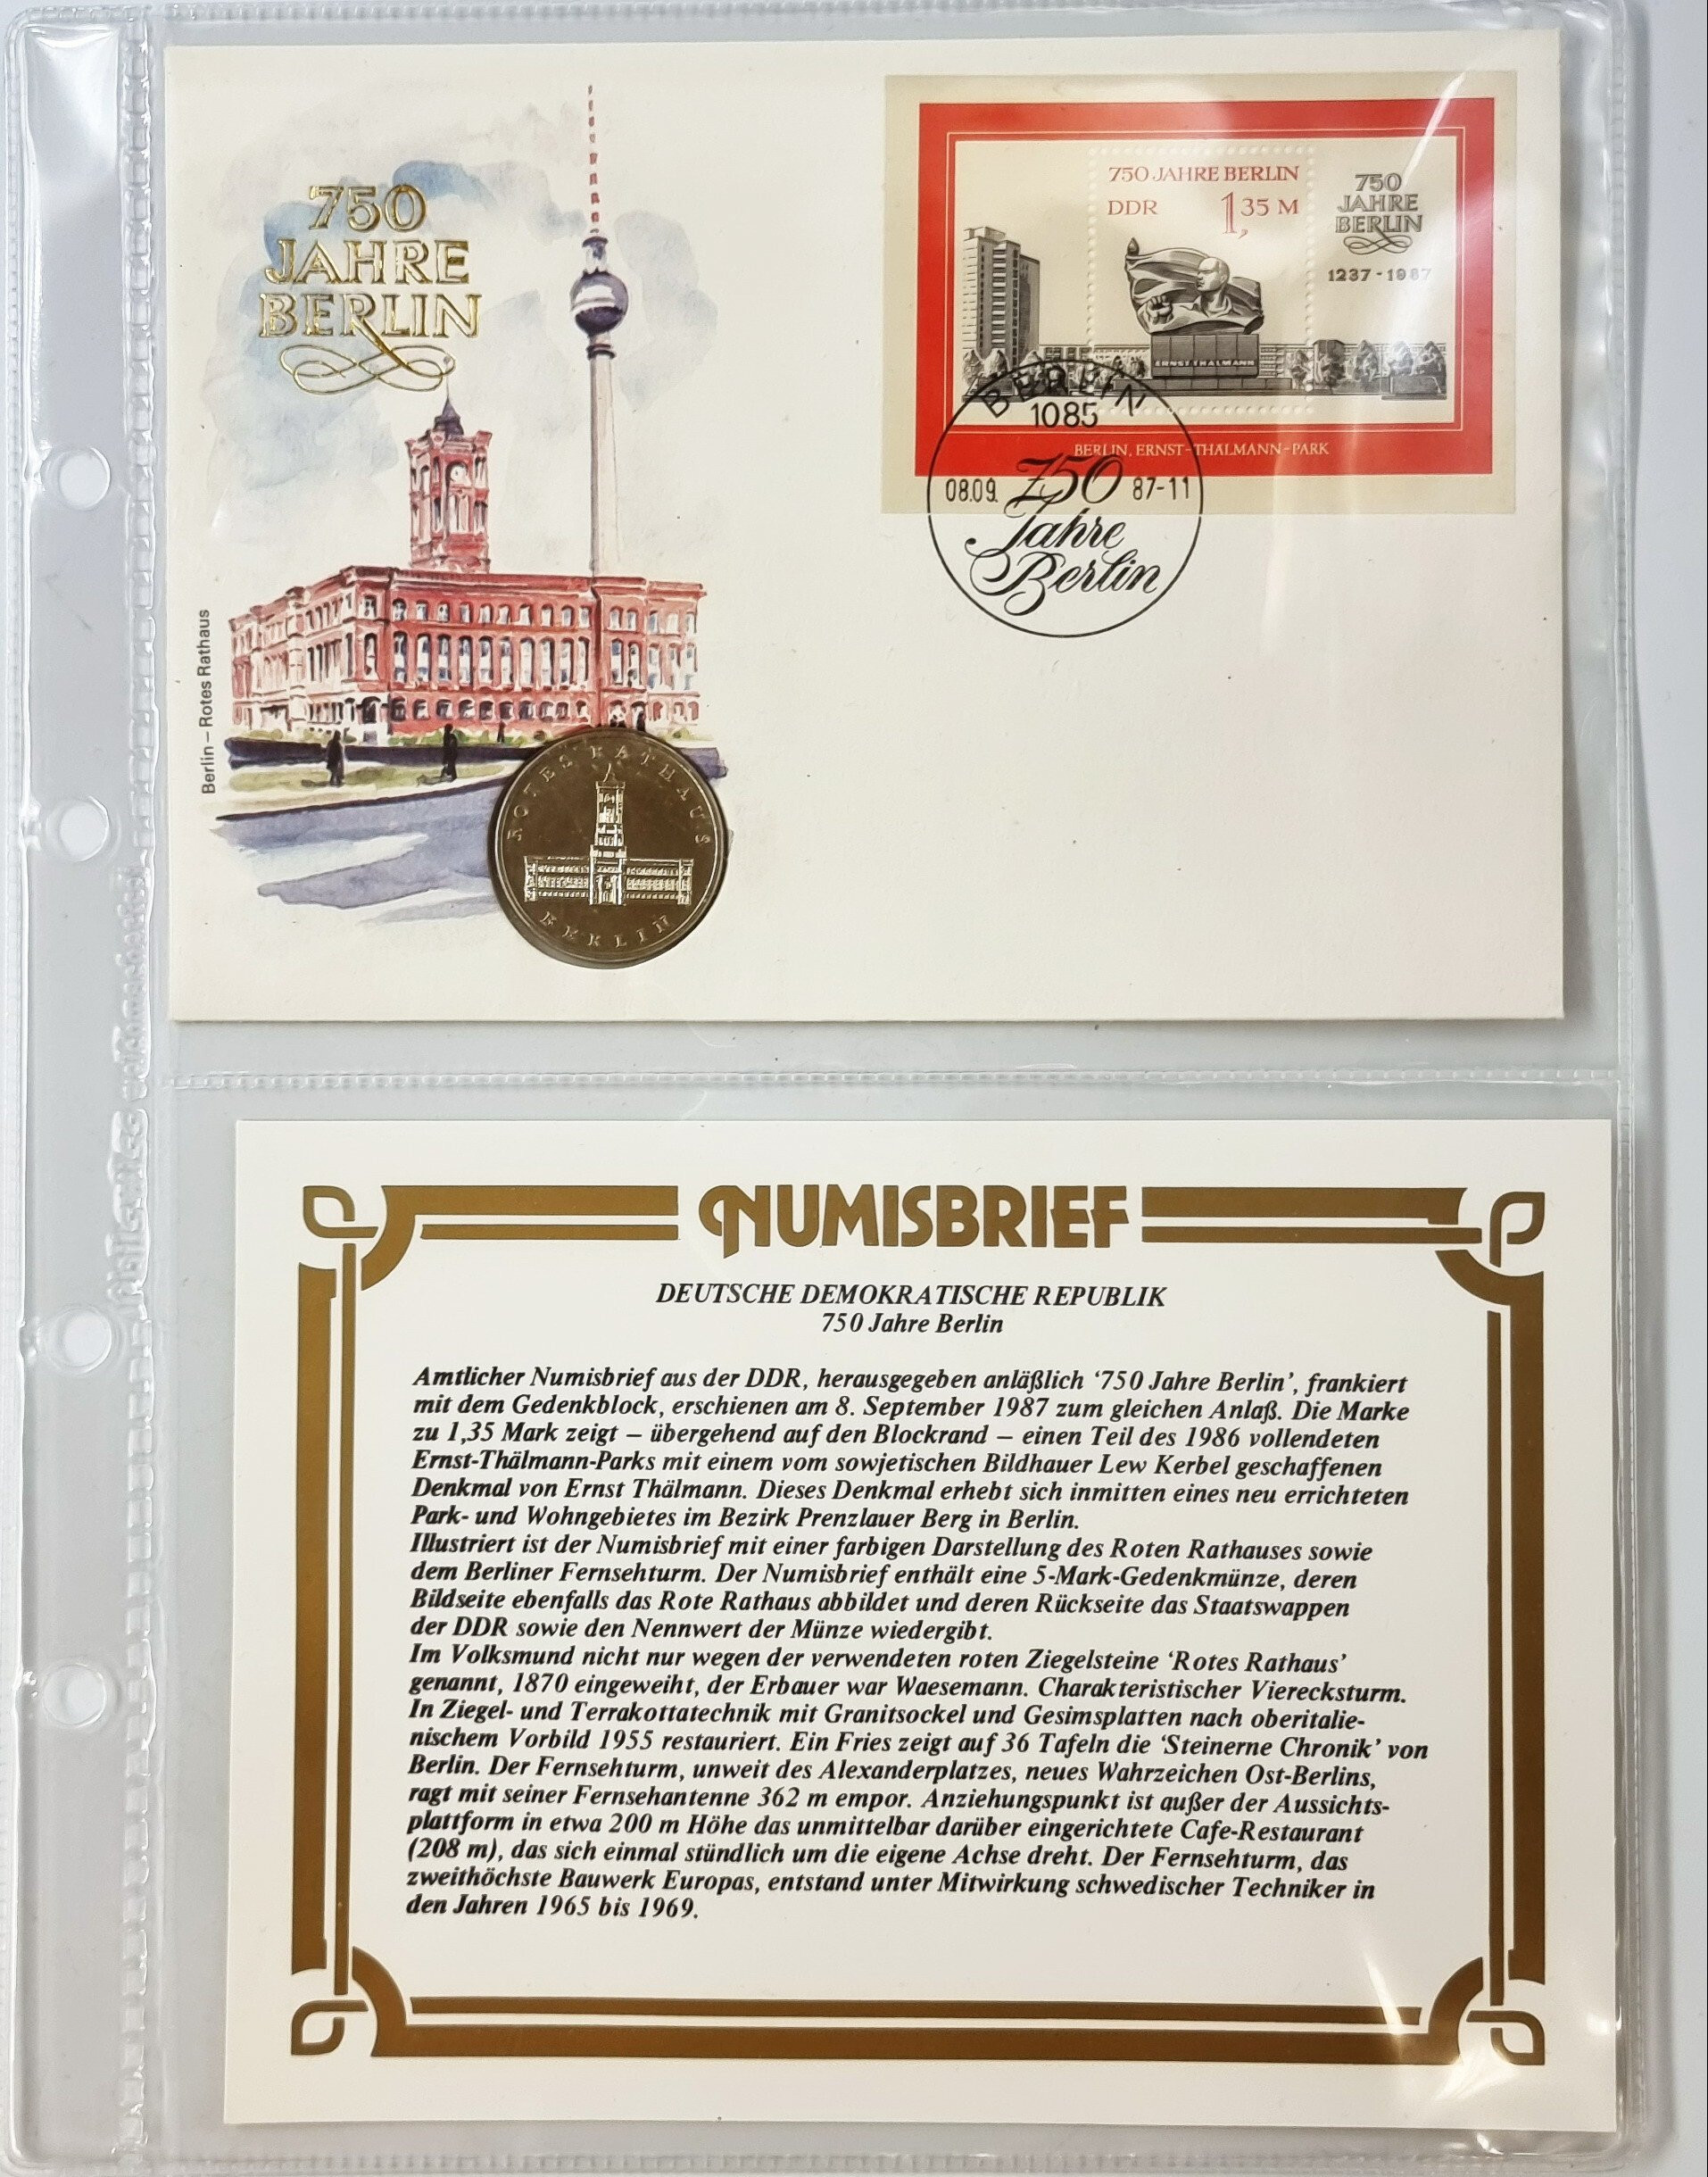 750
JAHRE
BERLIN
Berlin – Rotes Rathaus
ROTES RATHAUS
BERLIN
750 JAHRE BERLIN
DDR 1,35 M
750
JAHRE
BERLIN
1237 - 1987
ERNST THÄLMANN
BERLIN, ERNST-THÄLMANN-PARK
BERLIN
1085
08.09. 750 87-11
Jahre
Berlin
NUMISBRIEF
DEUTSCHE DEMOKRATISCHE REPUBLIK
750 Jahre Berlin
Amtlicher Numisbrief aus der DDR, herausgegeben anläßlich ‘750 Jahre Berlin’, frankiert
mit dem Gedenkblock, erschienen am 8. September 1987 zum gleichen Anlaß. Die Marke
zu 1,35 Mark zeigt – übergehend auf den Blockrand – einen Teil des 1986 vollendeten
Ernst-Thälmann-Parks mit einem vom sowjetischen Bildhauer Lew Kerbel geschaffenen
Denkmal von Ernst Thälmann. Dieses Denkmal erhebt sich inmitten eines neu errichteten
Park- und Wohngebietes im Bezirk Prenzlauer Berg in Berlin.
Illustriert ist der Numisbrief mit einer farbigen Darstellung des Roten Rathauses sowie
dem Berliner Fernsehturm. Der Numisbrief enthält eine 5-Mark-Gedenkmünze, deren
Bildseite ebenfalls das Rote Rathaus abbildet und deren Rückseite das Staatswappen
der DDR sowie den Nennwert der Münze wiedergibt.
Im Volksmund nicht nur wegen der verwendeten roten Ziegelsteine ‘Rotes Rathaus’
genannt, 1870 eingeweiht, der Erbauer war Waesemann. Charakteristischer Vierecksturm.
In Ziegel- und Terrakottatechnik mit Granitsockel und Gesimsplatten nach oberitalie-
nischem Vorbild 1955 restauriert. Ein Fries zeigt auf 36 Tafeln die ‘Steinerne Chronik’ von
Berlin. Der Fernsehturm, unweit des Alexanderplatzes, neues Wahrzeichen Ost-Berlins,
ragt mit seiner Fernsehantenne 362 m empor. Anziehungspunkt ist außer der Aussichts-
plattform in etwa 200 m Höhe das unmittelbar darüber eingerichtete Cafe-Restaurant
(208 m), das sich einmal stündlich um die eigene Achse dreht. Der Fernsehturm, das
zweithöchste Bauwerk Europas, entstand unter Mitwirkung schwedischer Techniker in
den Jahren 1965 bis 1969.